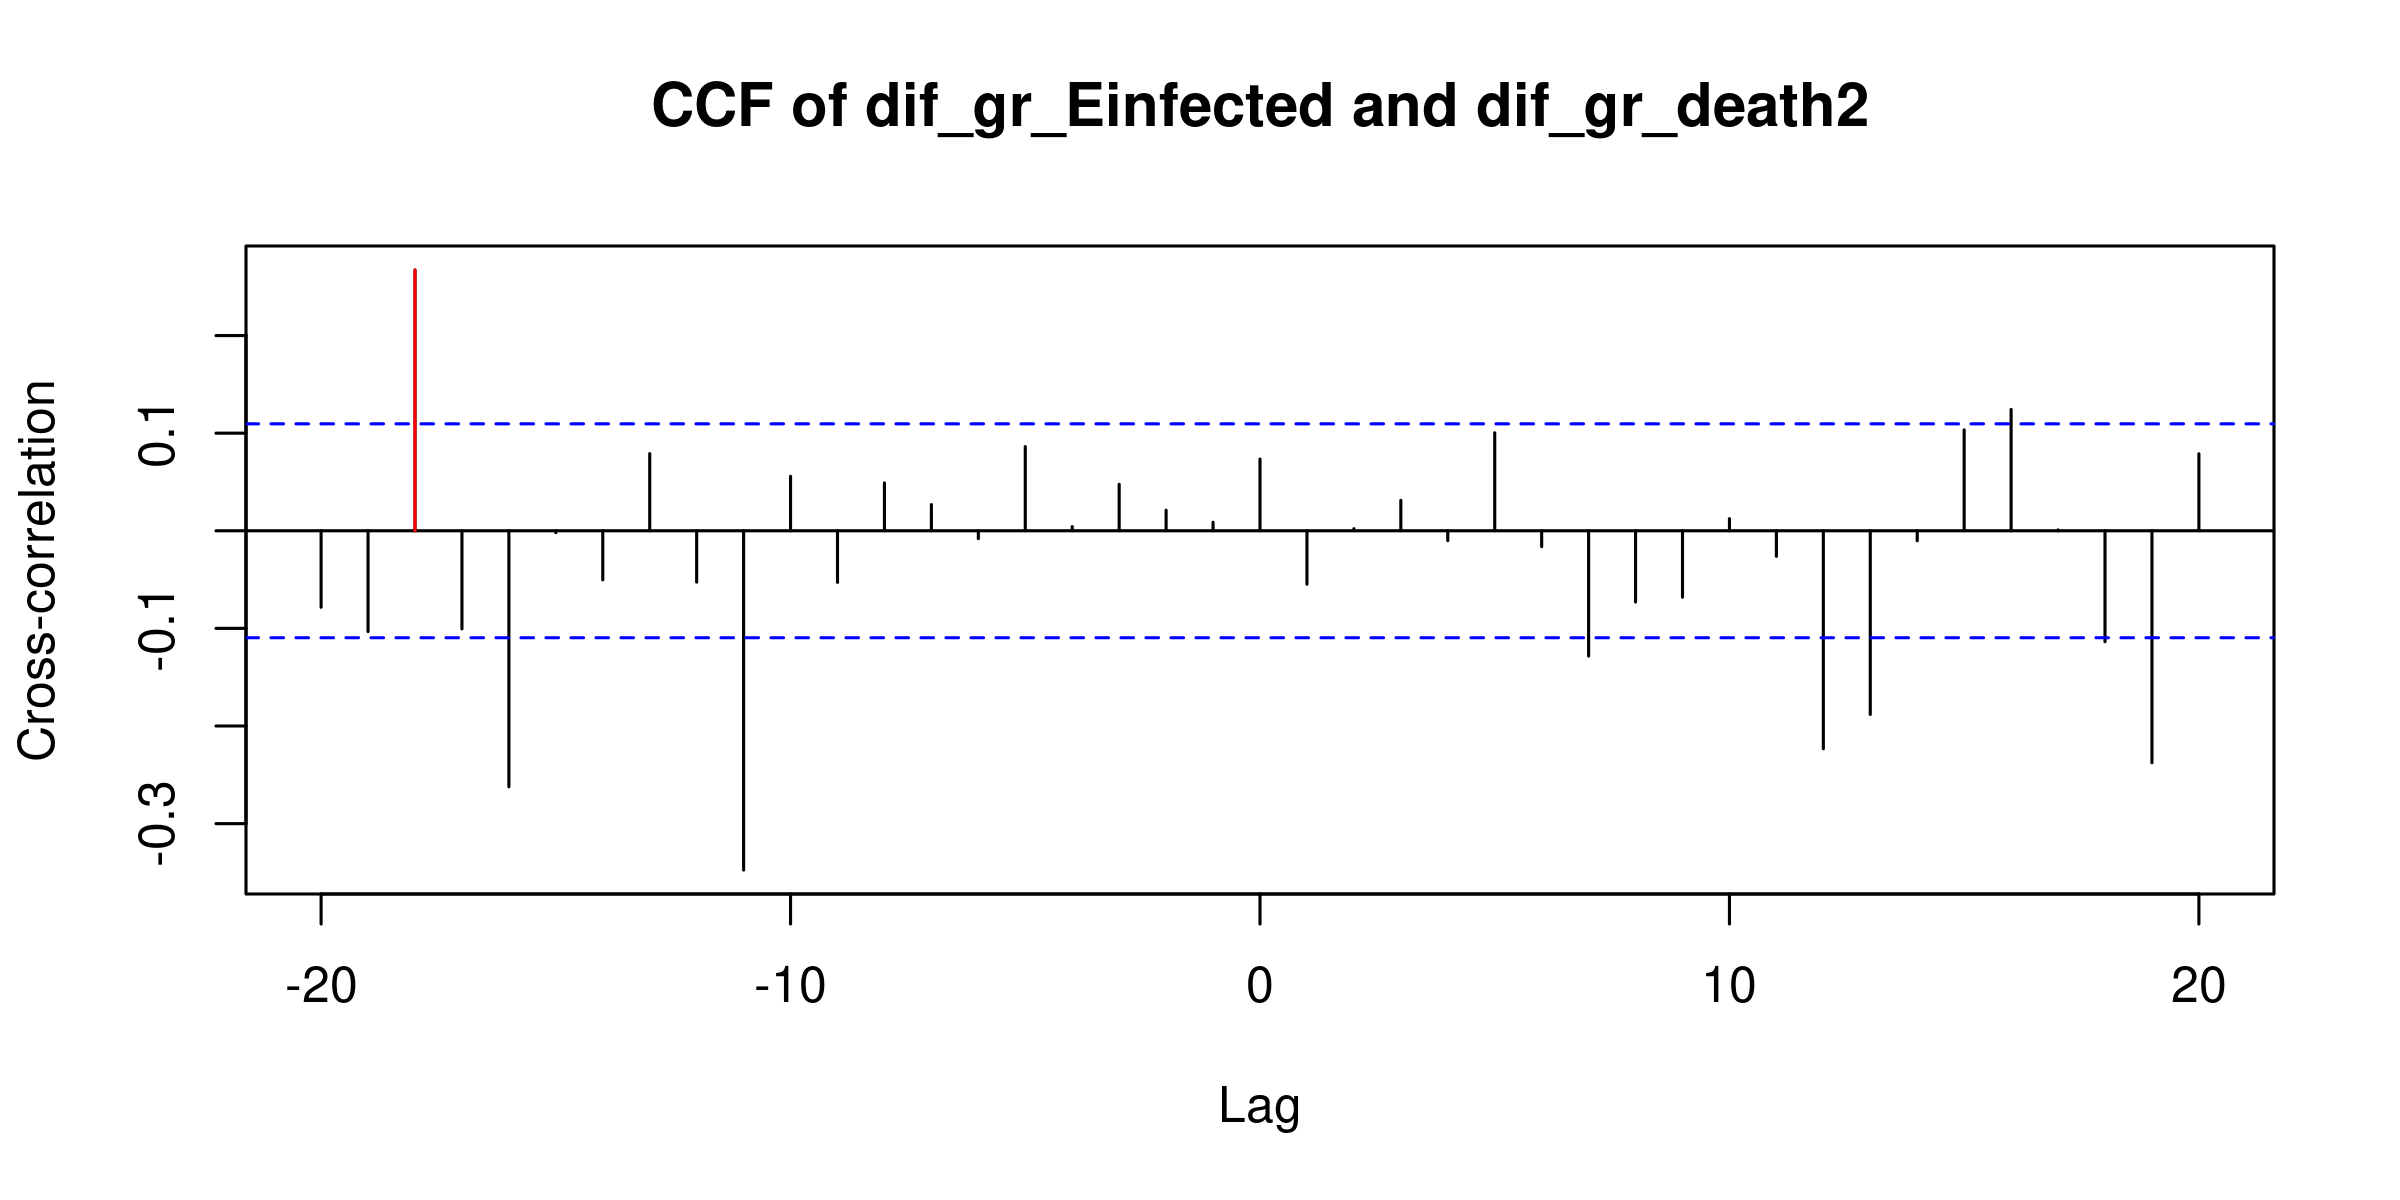 CCF of dif_gr_Einfected and dif_gr_death2
Cross-correlation
0.1
-0.1
-0.3
-20 -10 0 10 20
Lag